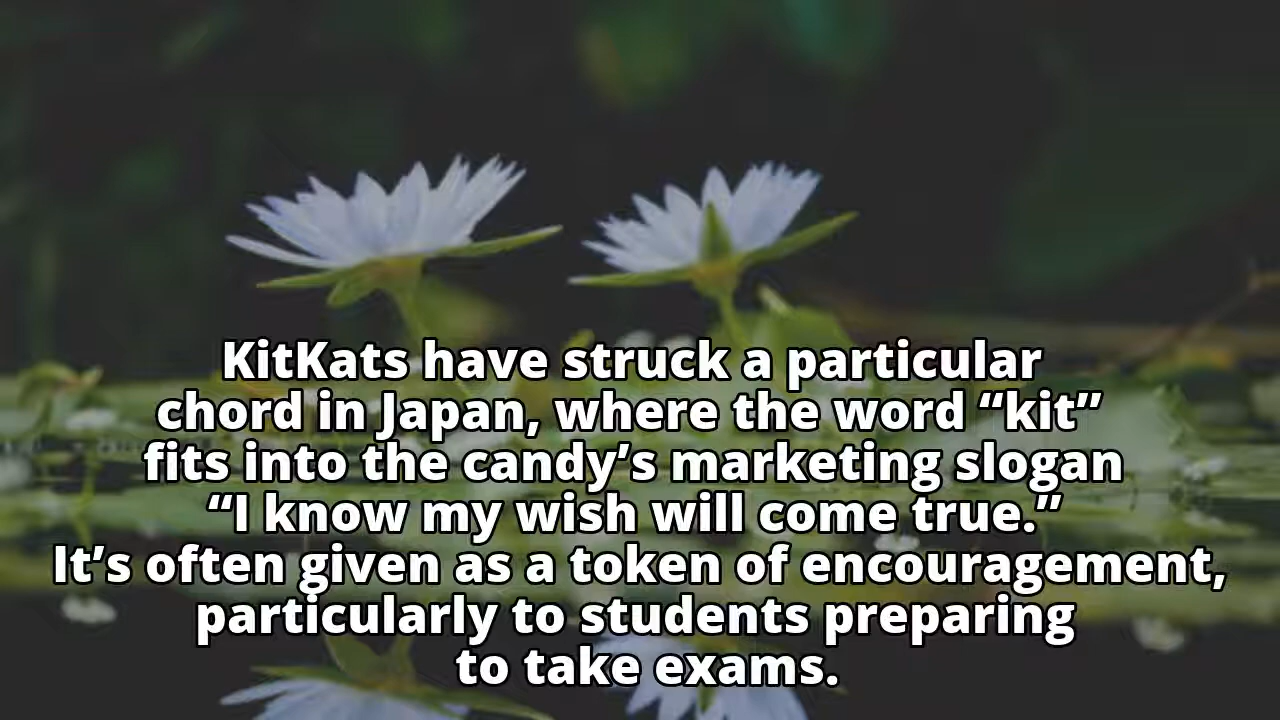 KitKats have struck a particular
chord in Japan, where the word “kit”
fits into the candy’s marketing slogan
“I know my wish will come true.”
It’s often given as a token of encouragement,
particularly to students preparing
to take exams.